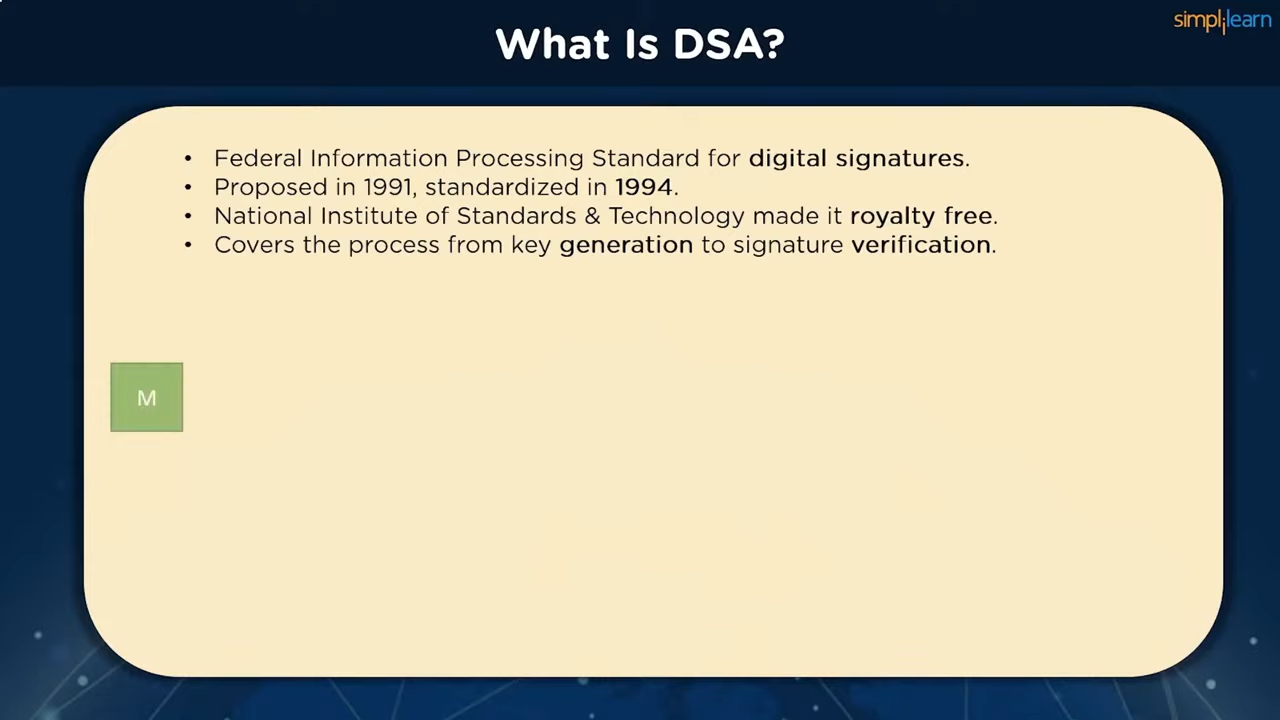 simplilearn
What Is DSA?
• Federal Information Processing Standard for digital signatures.
• Proposed in 1991, standardized in 1994.
• National Institute of Standards & Technology made it royalty free.
• Covers the process from key generation to signature verification.
M